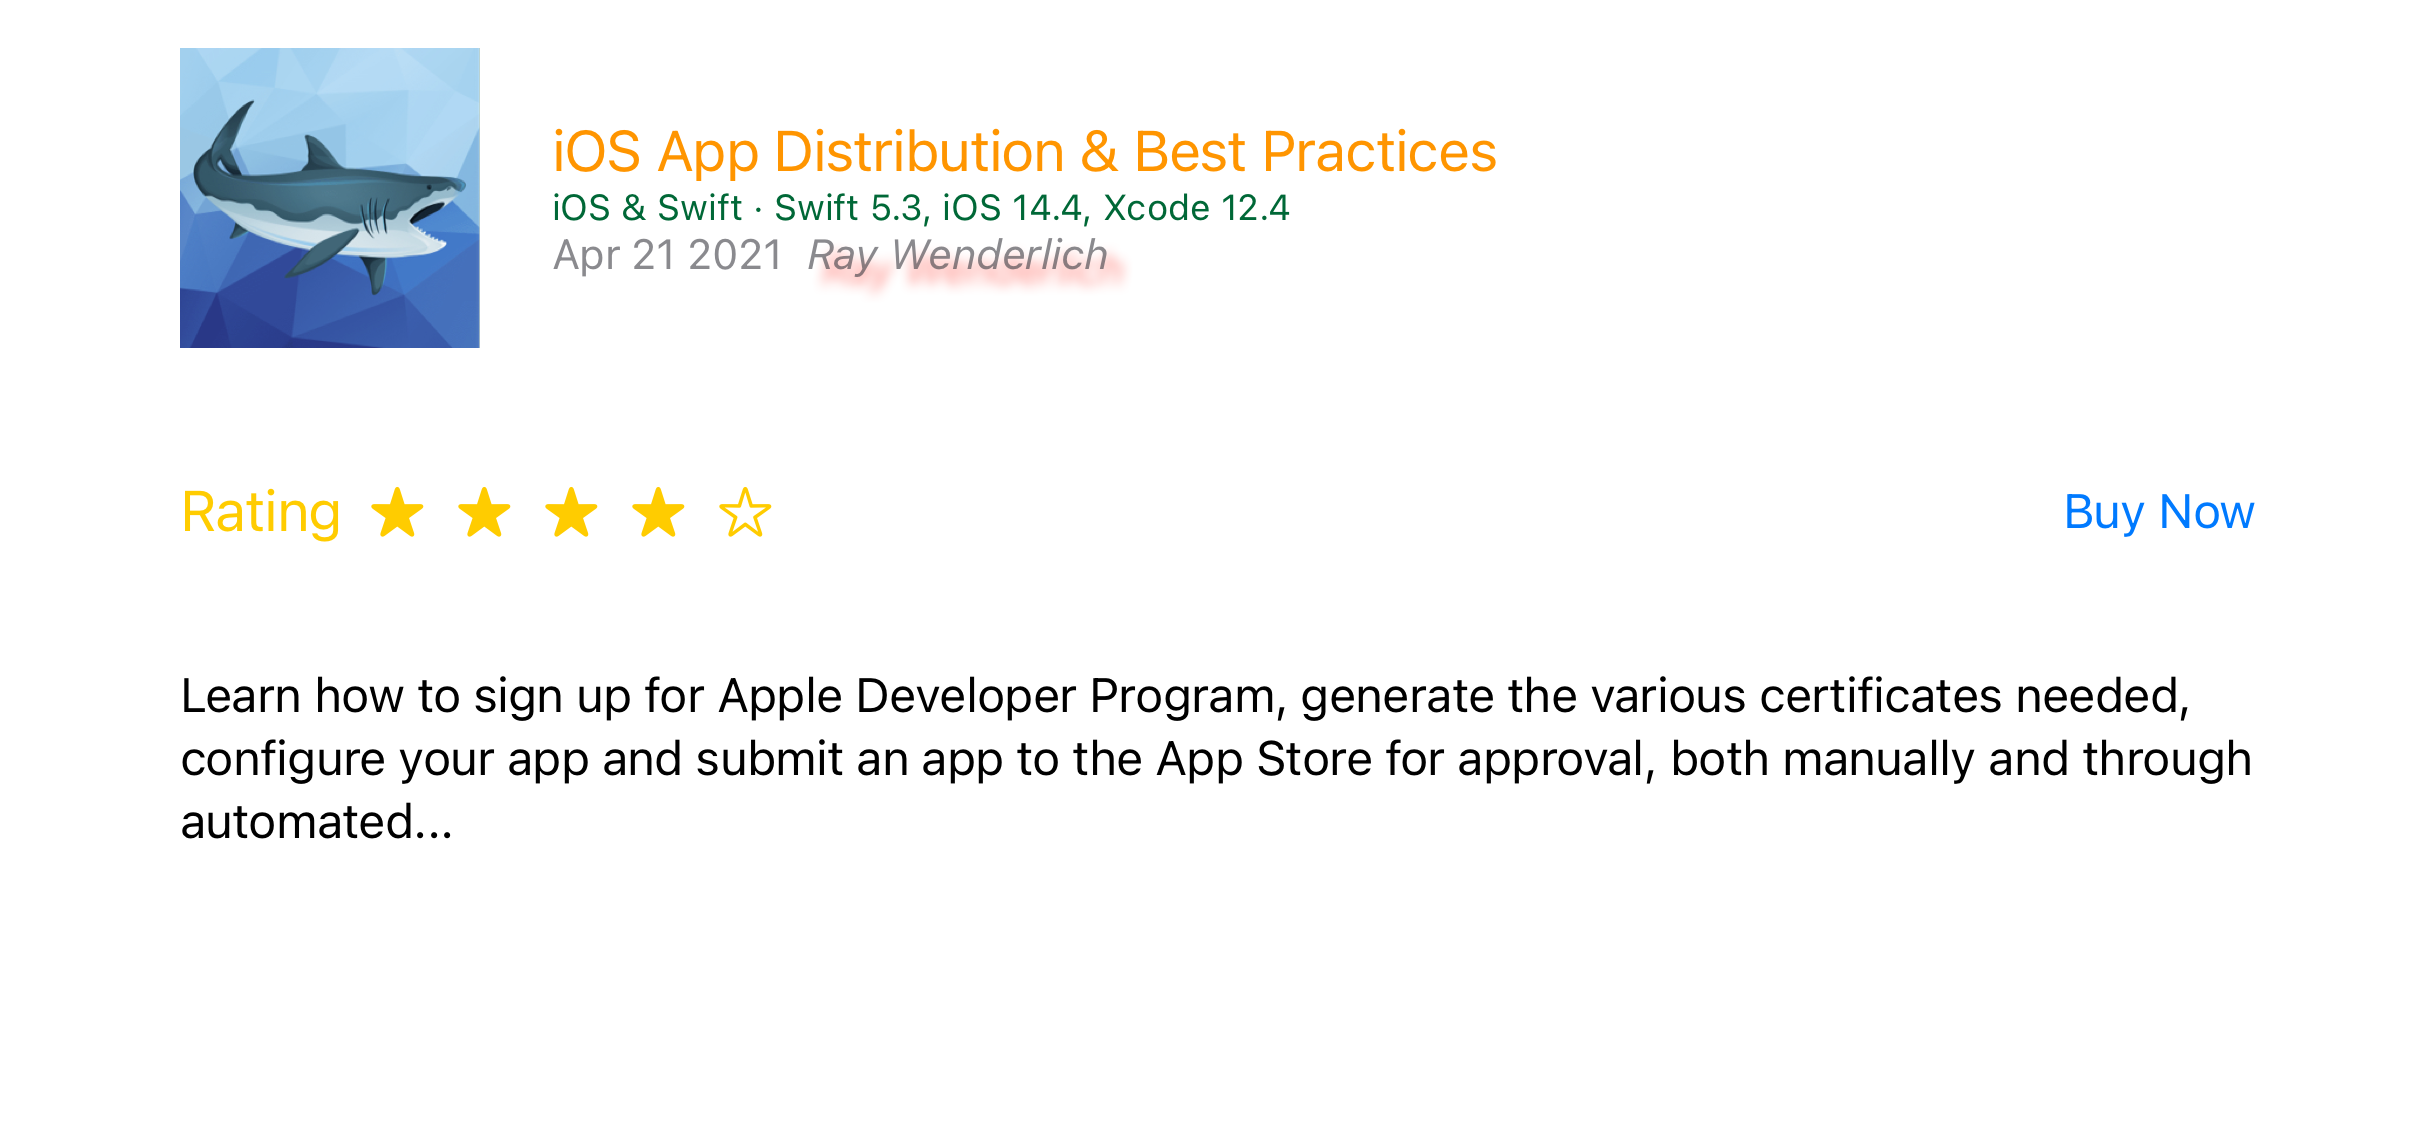 iOS App Distribution & Best Practices
iOS & Swift · Swift 5.3, iOS 14.4, Xcode 12.4
Apr 21 2021 Ray Wenderlich
Rating ★ ★ ★ ★ ☆
Buy Now
Learn how to sign up for Apple Developer Program, generate the various certificates needed,
configure your app and submit an app to the App Store for approval, both manually and through
automated...